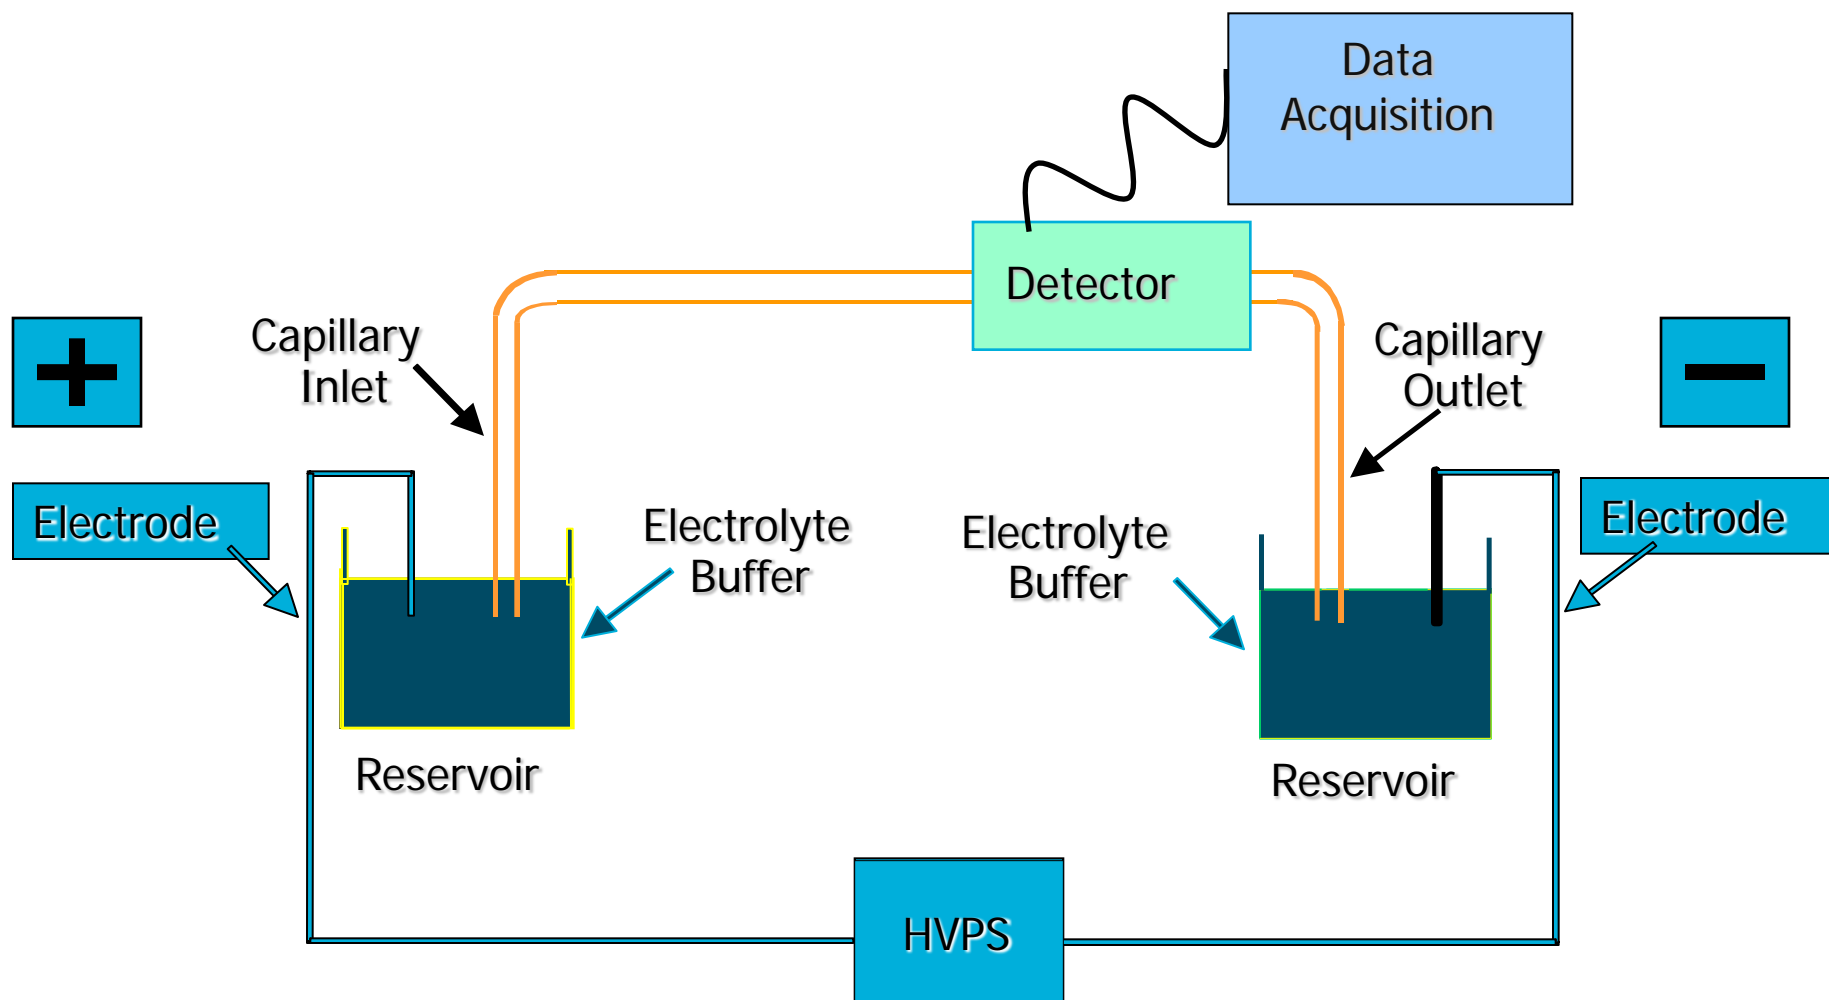 Data
Acquisition
Detector
Capillary
Inlet
Capillary
Outlet
+
−
Electrode
Electrolyte
Buffer
Electrolyte
Buffer
Electrode
Reservoir
Reservoir
HVPS